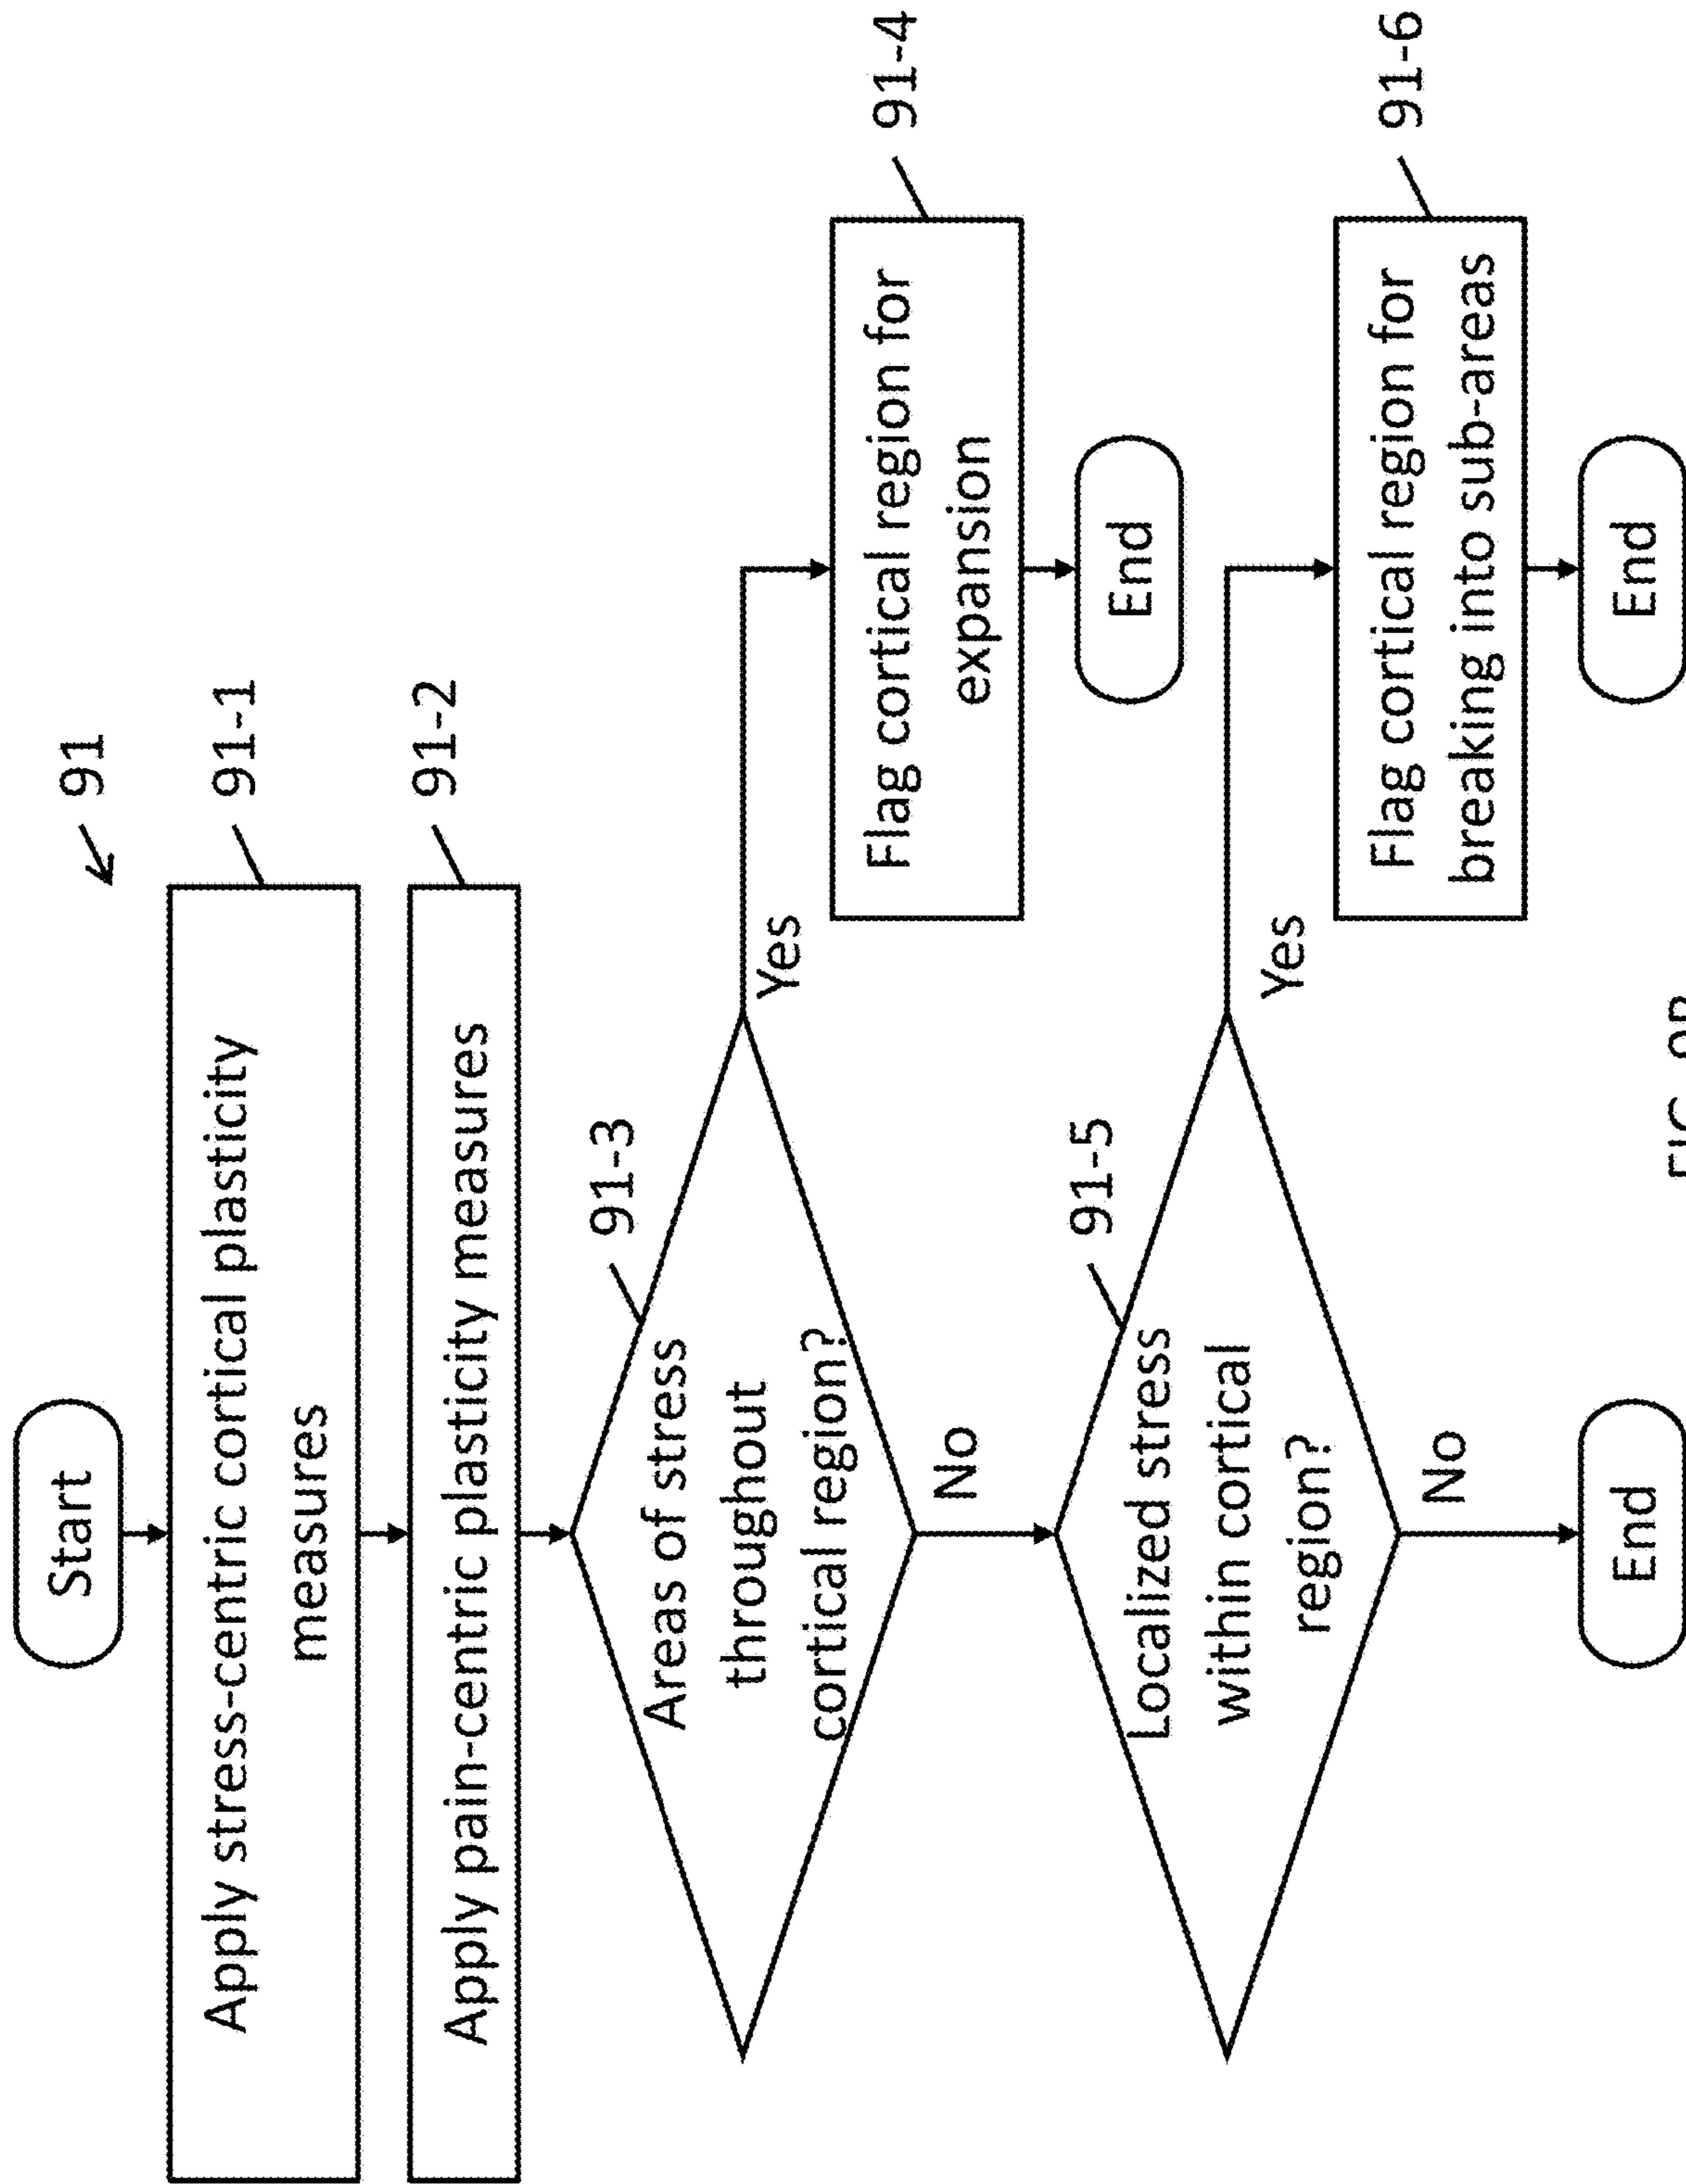 Start
91
Apply stress-centric cortical plasticity
measures
91-1
Apply pain-centric plasticity measures
91-2
Areas of stress
throughout
cortical region?
91-3
Yes
Flag cortical region for
expansion
91-4
End
No
Localized stress
within cortical
region?
91-5
Yes
Flag cortical region for
breaking into sub-areas
91-6
End
No
End